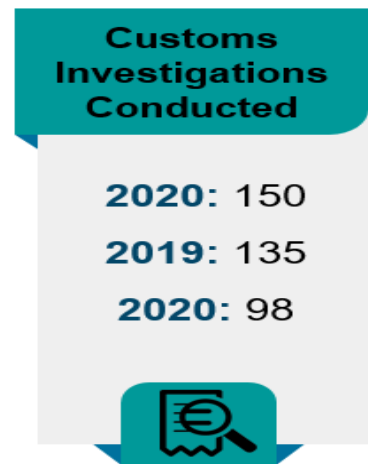 Customs
Investigations
Conducted
2020: 150
2019: 135
2020: 98